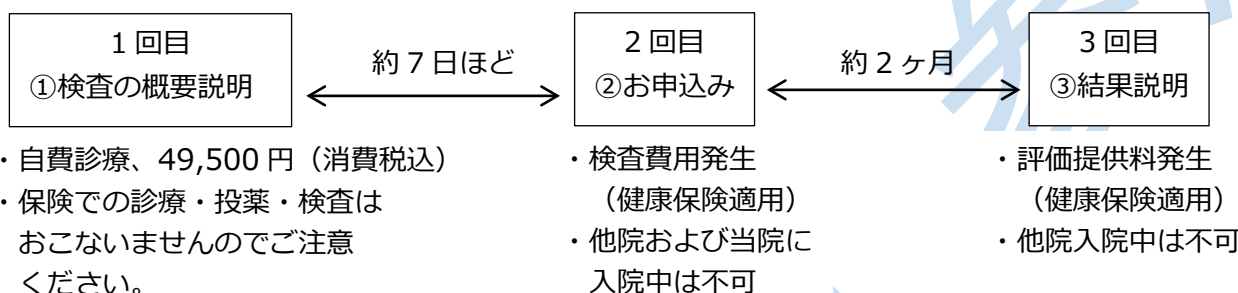 １回目
①検査の概要説明
約７日ほど
２回目
②お申込み
約２ヶ月
３回目
③結果説明
・自費診療、49,500 円（消費税込）
・保険での診療・投薬・検査は
おこないませんのでご注意
ください。
・検査費用発生
（健康保険適用）
・他院および当院に
入院中は不可
・評価提供料発生
（健康保険適用）
・他院入院中は不可